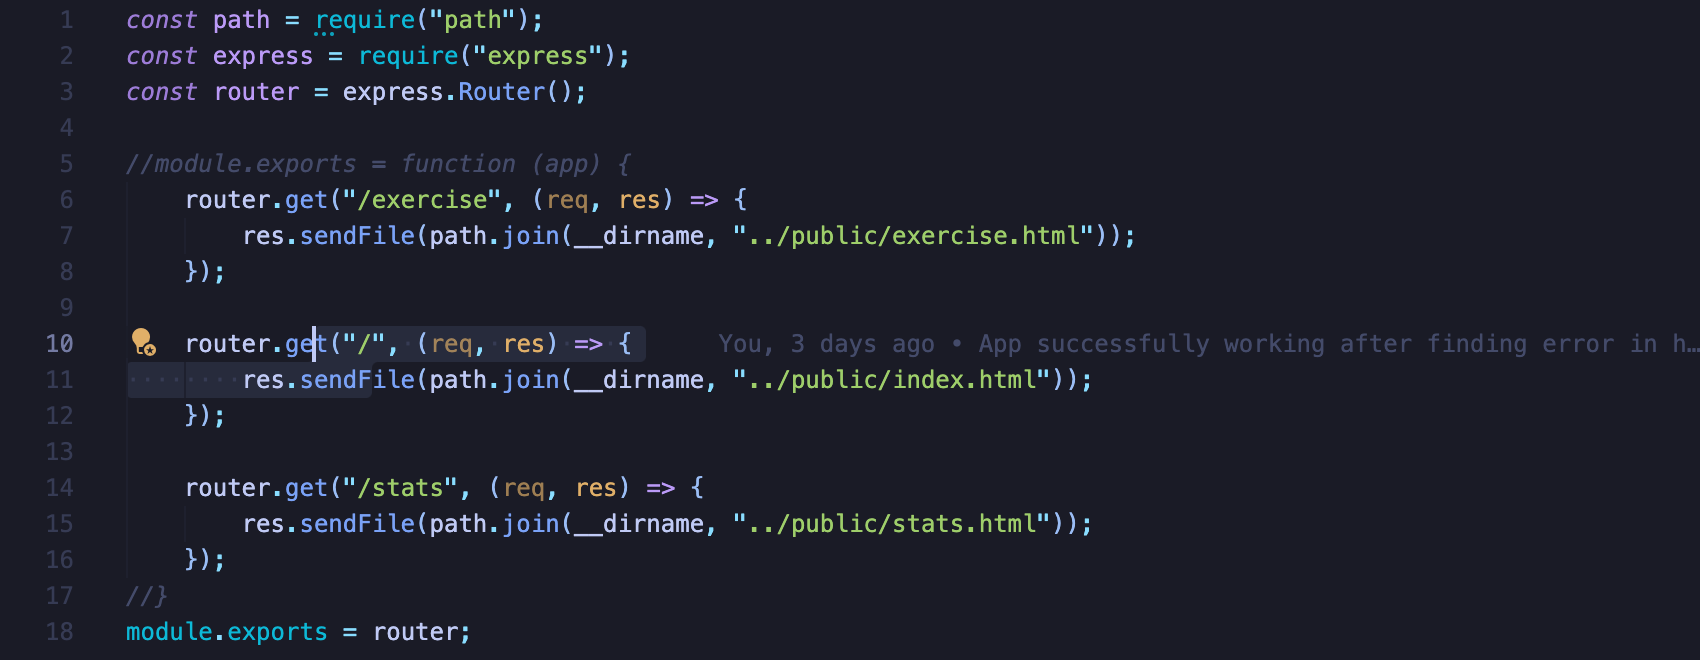 1 const path = require("path");
2 const express = require("express");
3 const router = express.Router();
4
5 //module.exports = function (app) {
6 router.get("/exercise", (req, res) => {
7 res.sendFile(path.join(__dirname, "../public/exercise.html"));
8 });
9
10 router.get("/", (req, res) => { You, 3 days ago • App successfully working after finding error in h…
11 res.sendFile(path.join(__dirname, "../public/index.html"));
12 });
13
14 router.get("/stats", (req, res) => {
15 res.sendFile(path.join(__dirname, "../public/stats.html"));
16 });
17 //}
18 module.exports = router;